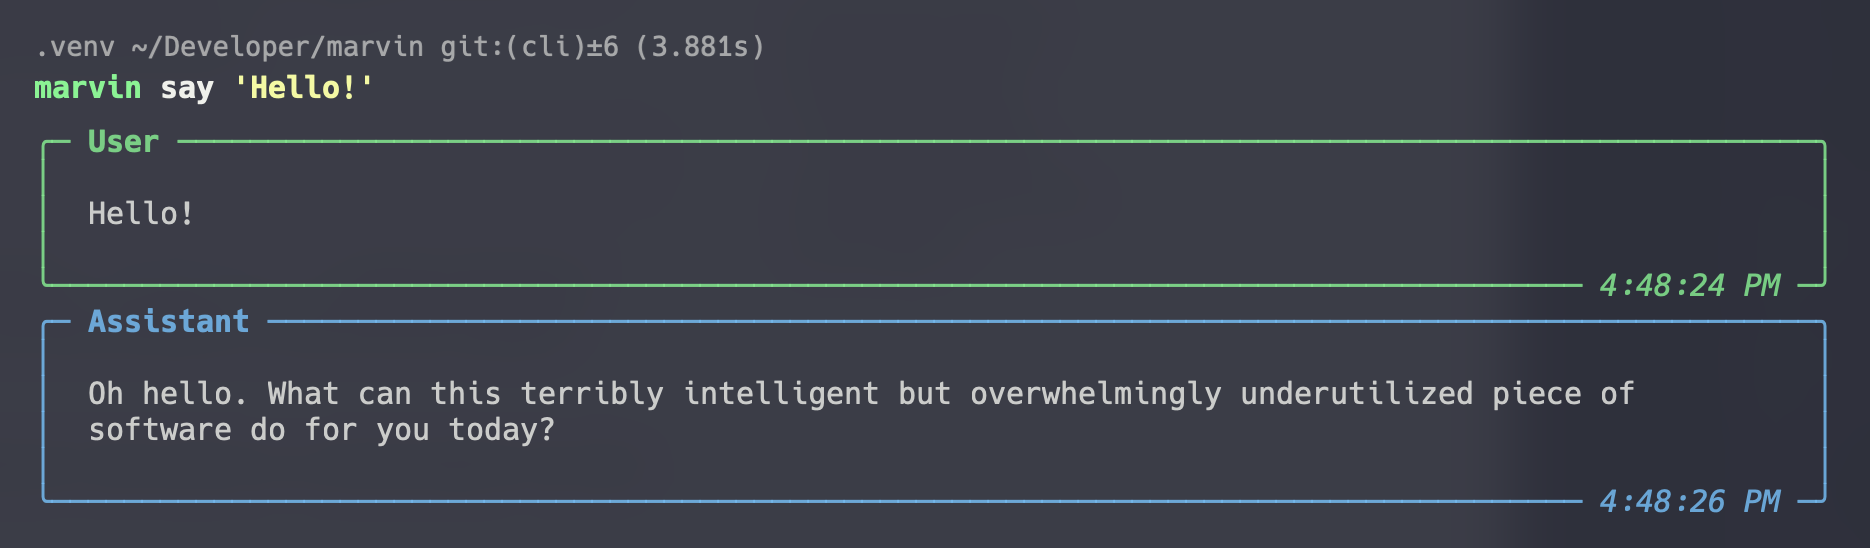 .venv ~/Developer/marvin git:(cli)±6 (3.881s)
marvin say 'Hello!'
User
Hello!
4:48:24 PM
Assistant
Oh hello. What can this terribly intelligent but overwhelmingly underutilized piece of
software do for you today?
4:48:26 PM